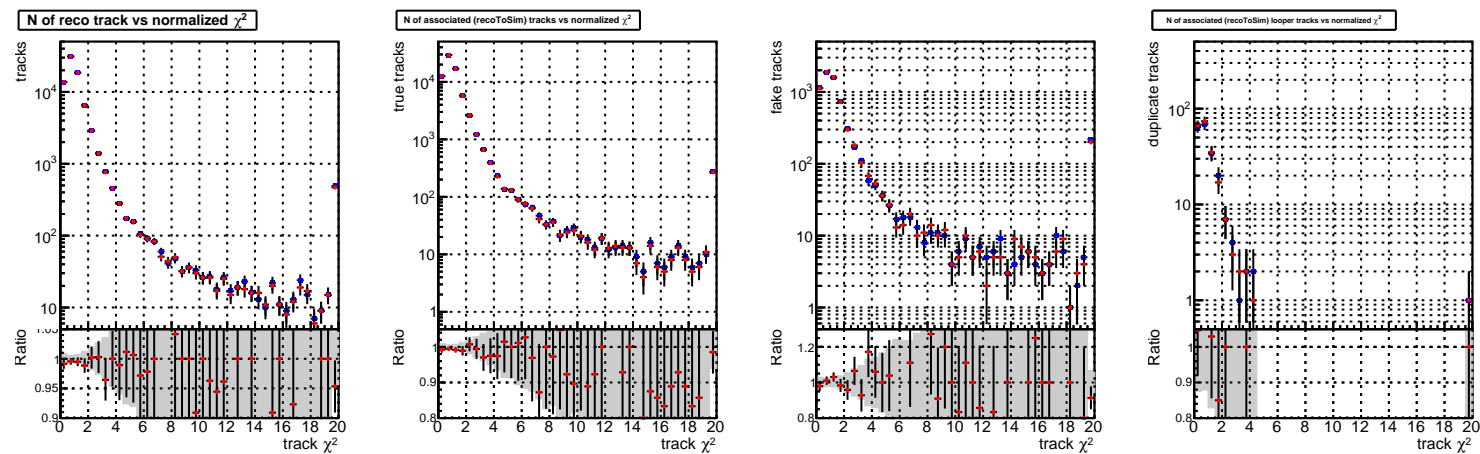 N of reco track vs normalized χ²
tracks
10⁴
10³
10²
10
Ratio
1.05
1
0.95
0.9
0 2 4 6 8 10 12 14 16 18 20
track χ²
N of associated (recoToSim) tracks vs normalized χ²
true tracks
10⁴
10³
10²
10
1
Ratio
1
0.9
0.8
0 2 4 6 8 10 12 14 16 18 20
track χ²
fake tracks
10³
10²
10
1
Ratio
1.2
1
0.8
0 2 4 6 8 10 12 14 16 18 20
track χ²
N of associated (recoToSim) looper tracks vs normalized χ²
duplicate tracks
10²
10
1
Ratio
1
0.9
0.8
0 2 4 6 8 10 12 14 16 18 20
track χ²